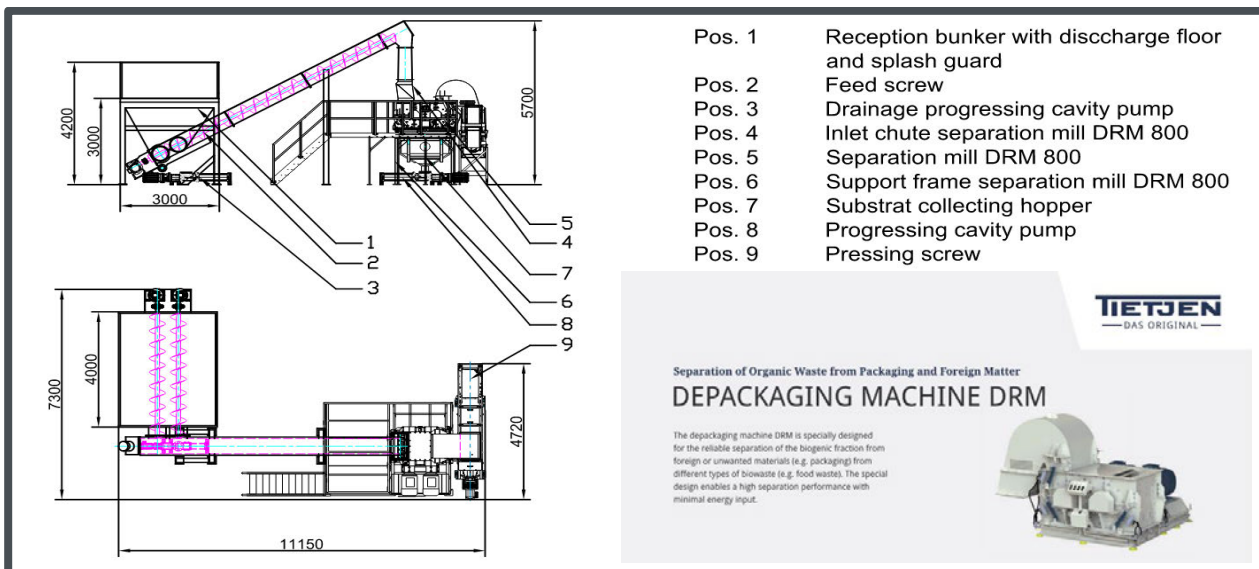 4200
3000
3000
5700
1
2
3
5
4
7
6
8
9
7300
4000
4720
11150
Pos. 1 Reception bunker with disccharge floor
and splash guard
Pos. 2 Feed screw
Pos. 3 Drainage progressing cavity pump
Pos. 4 Inlet chute separation mill DRM 800
Pos. 5 Separation mill DRM 800
Pos. 6 Support frame separation mill DRM 800
Pos. 7 Substrat collecting hopper
Pos. 8 Progressing cavity pump
Pos. 9 Pressing screw
TIETJEN
DAS ORIGINAL
Separation of Organic Waste from Packaging and Foreign Matter
DEPACKAGING MACHINE DRM
The depackaging machine DRM is specially designed
for the reliable separation of the biogenic fraction from
foreign or unwanted materials (e.g. packaging) from
different types of biowaste (e.g. food waste). The special
design enables a high separation performance with
minimal energy input.